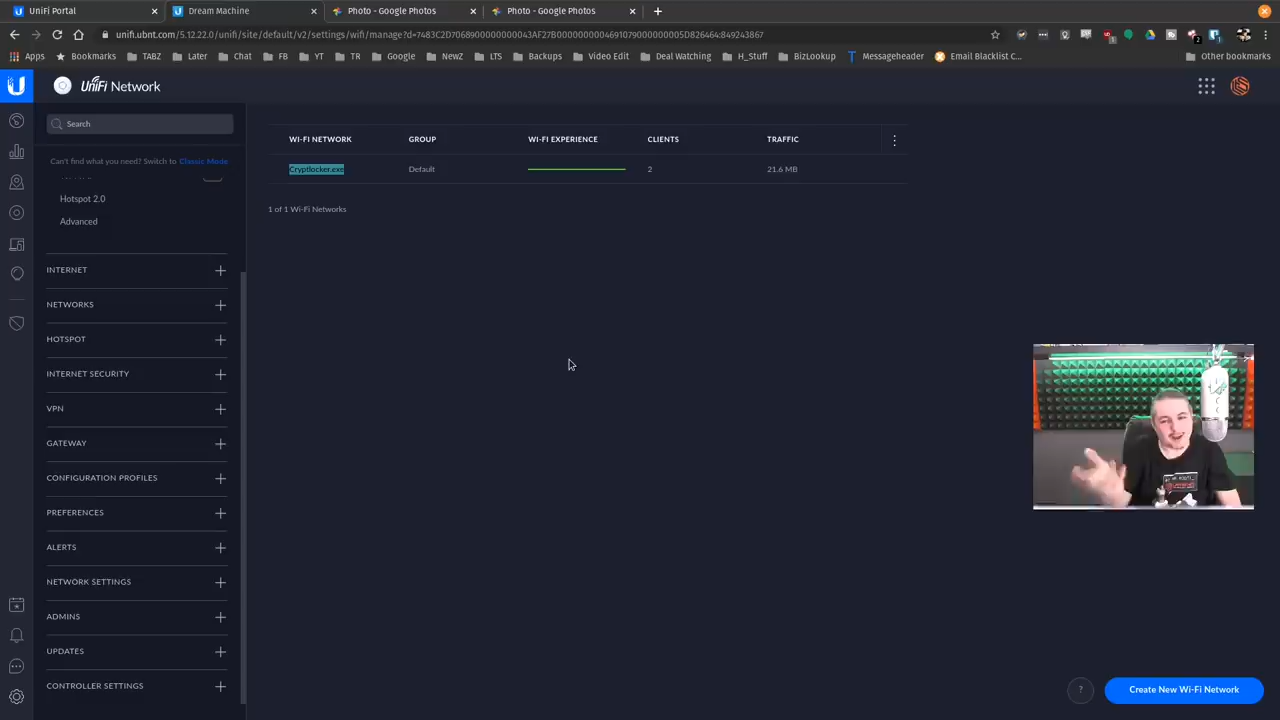 UniFi Portal
Dream Machine
Photo - Google Photos
Photo - Google Photos
unifi.ubnt.com/5.12.22.0/unifi/site/default/v2/settings/wifi/manage?d=7483C2D7068900000000043AF27B0000000004691079000000005D826464:849243867
Apps
Bookmarks
TABZ
Later
Chat
FB
YT
TR
Google
NewZ
LTS
Backups
Video Edit
Deal Watching
H_Stuff
BizLookup
Messageheader
Email Blacklist C...
Other bookmarks
UniFi Network
Search
Can't find what you need? Switch to Classic Mode
Hotspot 2.0
Advanced
INTERNET
NETWORKS
HOTSPOT
INTERNET SECURITY
VPN
GATEWAY
CONFIGURATION PROFILES
PREFERENCES
ALERTS
NETWORK SETTINGS
ADMINS
UPDATES
CONTROLLER SETTINGS
WI-FI NETWORK GROUP WI-FI EXPERIENCE CLIENTS TRAFFIC
Cryptlocker.exe Default 2 21.6 MB
1 of 1 Wi-Fi Networks
?
Create New Wi-Fi Network